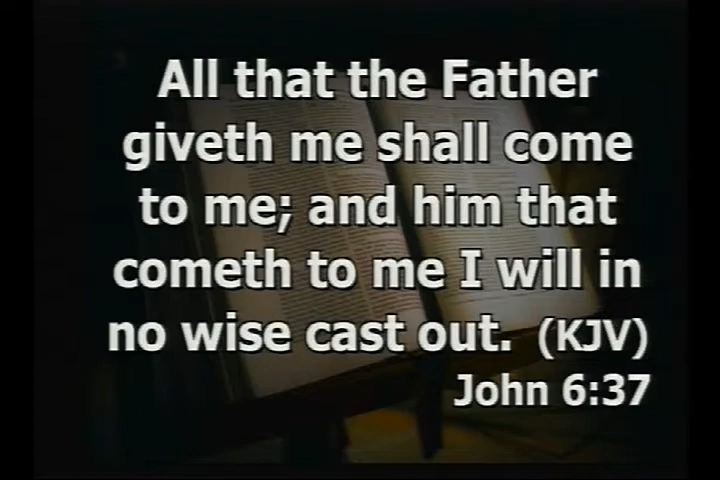 All that the Father
giveth me shall come
to me; and him that
cometh to me I will in
no wise cast out. (KJV)
John 6:37